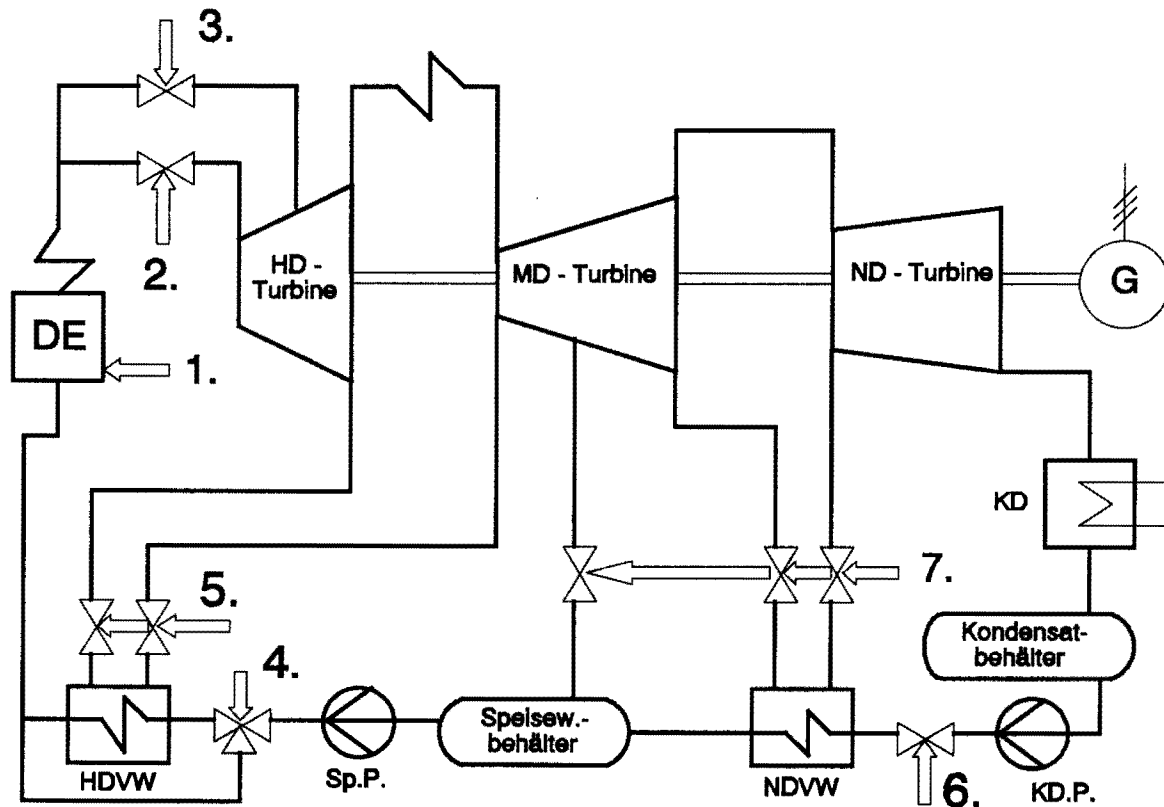 3.
2.
HD -
Turbine
MD - Turbine
ND - Turbine
G
DE
1.
KD
7.
5.
Kondensat-
behälter
4.
Speisew.-
behälter
HDVW
Sp.P.
NDVW
6.
KD.P.